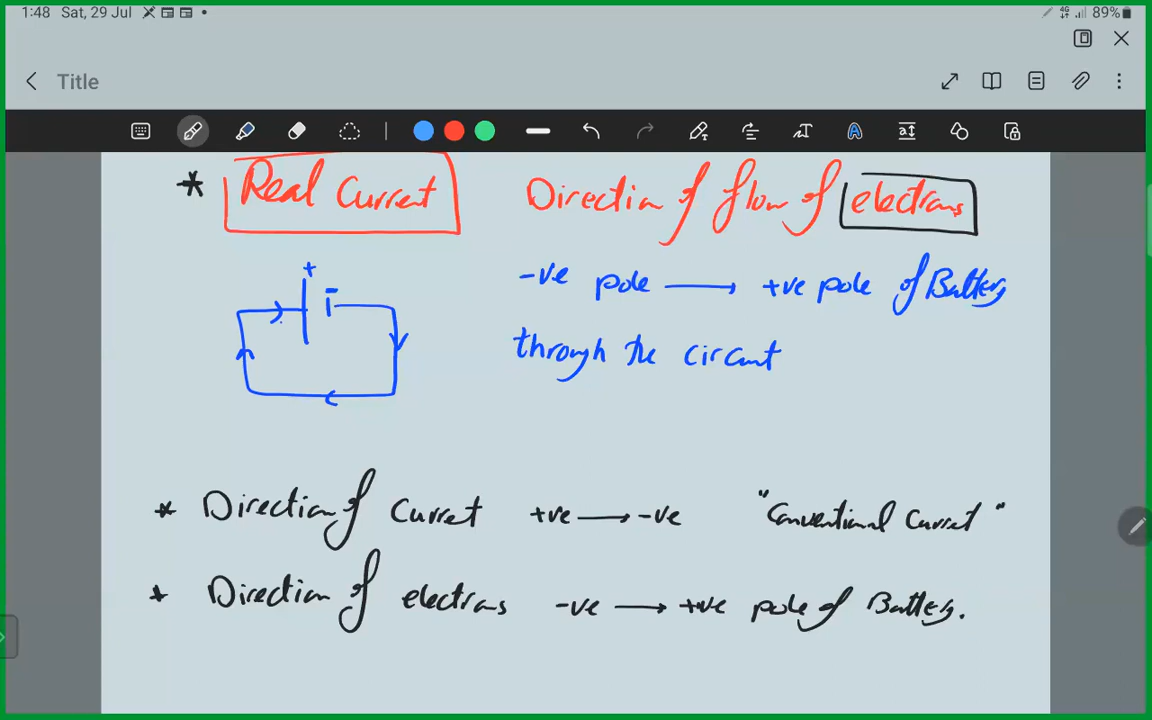 1:48 Sat, 29 Jul
4G 89%
Title
* Real Current Direction of flow of electrons
+ -
-ve pole → +ve pole of Battery
through the circuit
* Direction of Current +ve → -ve "Conventional Current"
* Direction of electrons -ve → +ve pole of Battery.